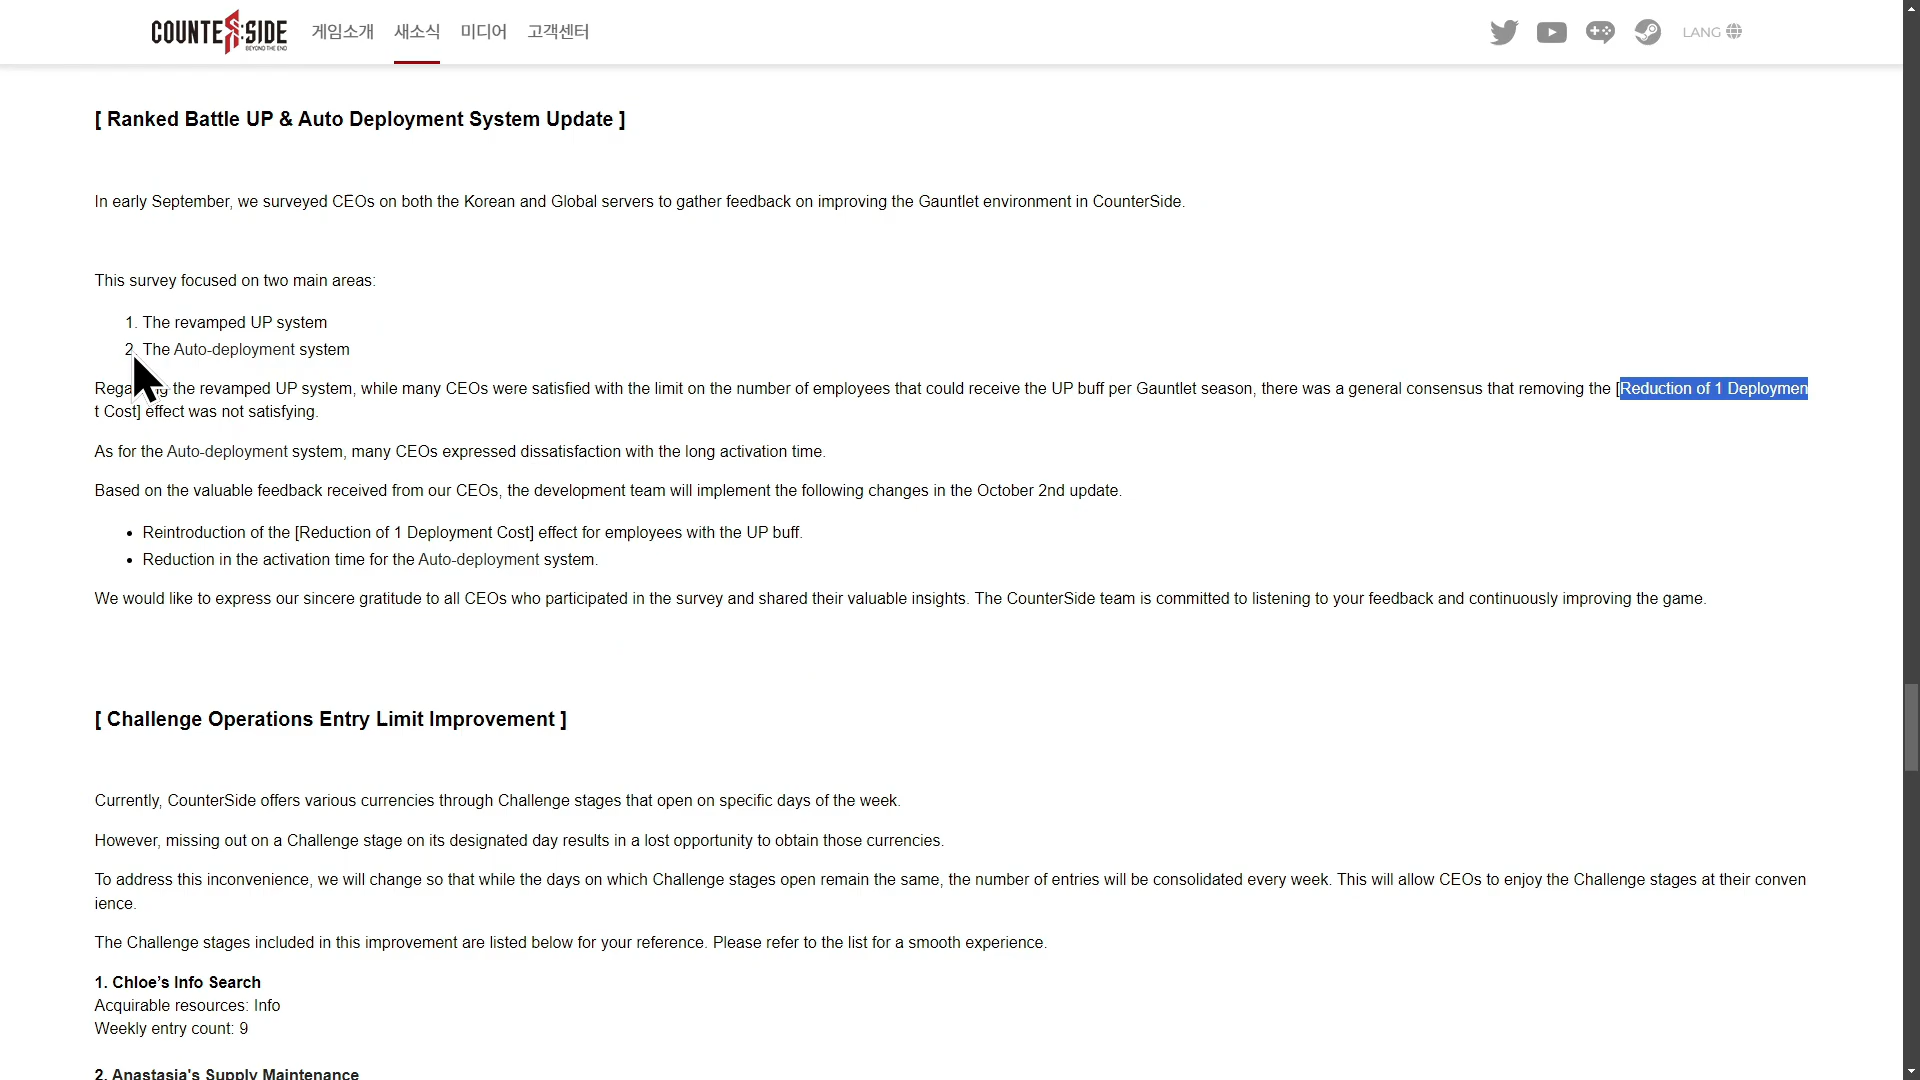 COUNTER:SIDE
BEYOND THE END
게임소개
새소식
미디어
고객센터
LANG
[ Ranked Battle UP & Auto Deployment System Update ]
In early September, we surveyed CEOs on both the Korean and Global servers to gather feedback on improving the Gauntlet environment in CounterSide.
This survey focused on two main areas:
1. The revamped UP system
2. The Auto-deployment system
Rega g the revamped UP system, while many CEOs were satisfied with the limit on the number of employees that could receive the UP buff per Gauntlet season, there was a general consensus that removing the [Reduction of 1 Deploymen
t Cost] effect was not satisfying.
As for the Auto-deployment system, many CEOs expressed dissatisfaction with the long activation time.
Based on the valuable feedback received from our CEOs, the development team will implement the following changes in the October 2nd update.
• Reintroduction of the [Reduction of 1 Deployment Cost] effect for employees with the UP buff.
• Reduction in the activation time for the Auto-deployment system.
We would like to express our sincere gratitude to all CEOs who participated in the survey and shared their valuable insights. The CounterSide team is committed to listening to your feedback and continuously improving the game.
[ Challenge Operations Entry Limit Improvement ]
Currently, CounterSide offers various currencies through Challenge stages that open on specific days of the week.
However, missing out on a Challenge stage on its designated day results in a lost opportunity to obtain those currencies.
To address this inconvenience, we will change so that while the days on which Challenge stages open remain the same, the number of entries will be consolidated every week. This will allow CEOs to enjoy the Challenge stages at their conven
ience.
The Challenge stages included in this improvement are listed below for your reference. Please refer to the list for a smooth experience.
1. Chloe’s Info Search
Acquirable resources: Info
Weekly entry count: 9
2. Anastasia's Supply Maintenance